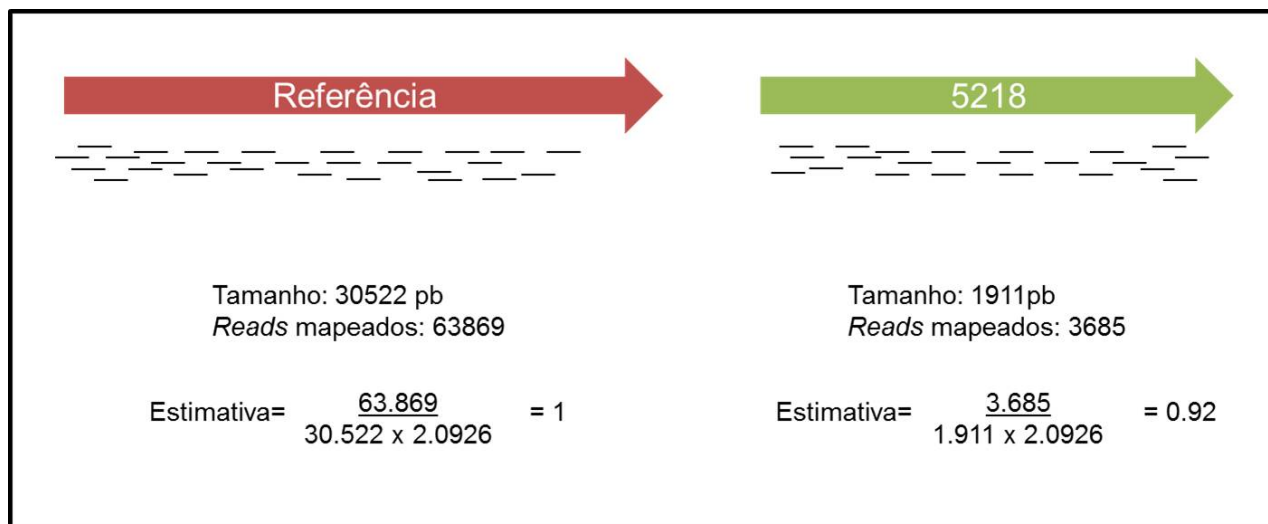 Referência
5218
Tamanho: 30522 pb
Reads mapeados: 63869
Tamanho: 1911pb
Reads mapeados: 3685
Estimativa= 63.869 = 1
30.522 x 2.0926
Estimativa= 3.685 = 0.92
1.911 x 2.0926